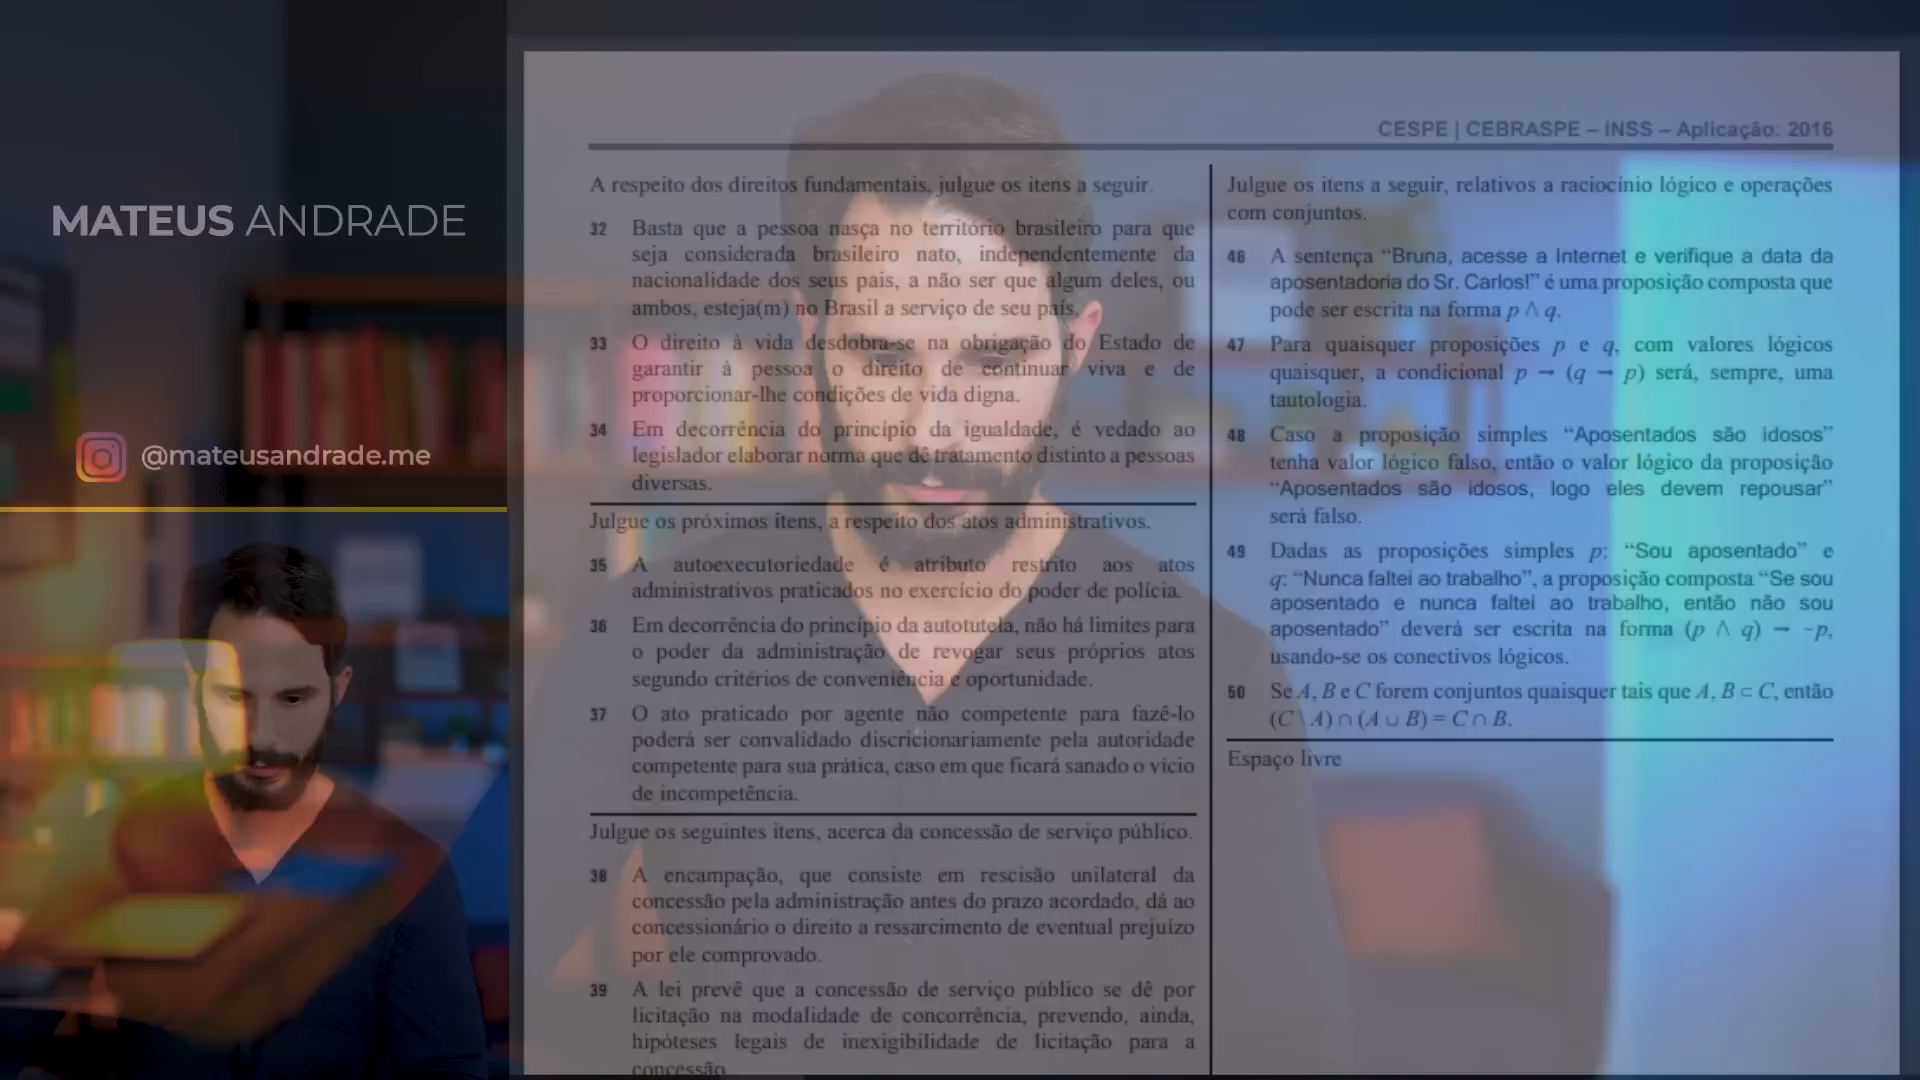 MATEUS ANDRADE
@mateusandrade.me
CESPE | CEBRASPE – INSS – Aplicação: 2016
A respeito dos direitos fundamentais, julgue os itens a seguir.
32 Basta que a pessoa nasça no território brasileiro para que
seja considerada brasileiro nato, independentemente da
nacionalidade dos seus pais, a não ser que algum deles, ou
ambos, esteja(m) no Brasil a serviço de seu país.
33 O direito à vida desdobra-se na obrigação do Estado de
garantir à pessoa o direito de continuar viva e de
proporcionar-lhe condições de vida digna.
34 Em decorrência do princípio da igualdade, é vedado ao
legislador elaborar norma que dê tratamento distinto a pessoas
diversas.
Julgue os próximos itens, a respeito dos atos administrativos.
35 A autoexecutoriedade é atributo restrito aos atos
administrativos praticados no exercício do poder de polícia.
36 Em decorrência do princípio da autotutela, não há limites para
o poder da administração de revogar seus próprios atos
segundo critérios de conveniência e oportunidade.
37 O ato praticado por agente não competente para fazê-lo
poderá ser convalidado discricionariamente pela autoridade
competente para sua prática, caso em que ficará sanado o vício
de incompetência.
Julgue os seguintes itens, acerca da concessão de serviço público.
38 A encampação, que consiste em rescisão unilateral da
concessão pela administração antes do prazo acordado, dá ao
concessionário o direito a ressarcimento de eventual prejuízo
por ele comprovado.
39 A lei prevê que a concessão de serviço público se dê por
licitação na modalidade de concorrência, prevendo, ainda,
hipóteses legais de inexigibilidade de licitação para a
concessão
Julgue os itens a seguir, relativos a raciocínio lógico e operações
com conjuntos.
46 A sentença “Bruna, acesse a Internet e verifique a data da
aposentadoria do Sr. Carlos!” é uma proposição composta que
pode ser escrita na forma p ∧ q.
47 Para quaisquer proposições p e q, com valores lógicos
quaisquer, a condicional p → (q → p) será, sempre, uma
tautologia.
48 Caso a proposição simples “Aposentados são idosos”
tenha valor lógico falso, então o valor lógico da proposição
“Aposentados são idosos, logo eles devem repousar”
será falso.
49 Dadas as proposições simples p: “Sou aposentado” e
q: “Nunca faltei ao trabalho”, a proposição composta “Se sou
aposentado e nunca faltei ao trabalho, então não sou
aposentado” deverá ser escrita na forma (p ∧ q) → ~p,
usando-se os conectivos lógicos.
50 Se A, B e C forem conjuntos quaisquer tais que A, B ⊂ C, então
(C \ A) ∩ (A ∪ B) = C ∩ B.
Espaço livre